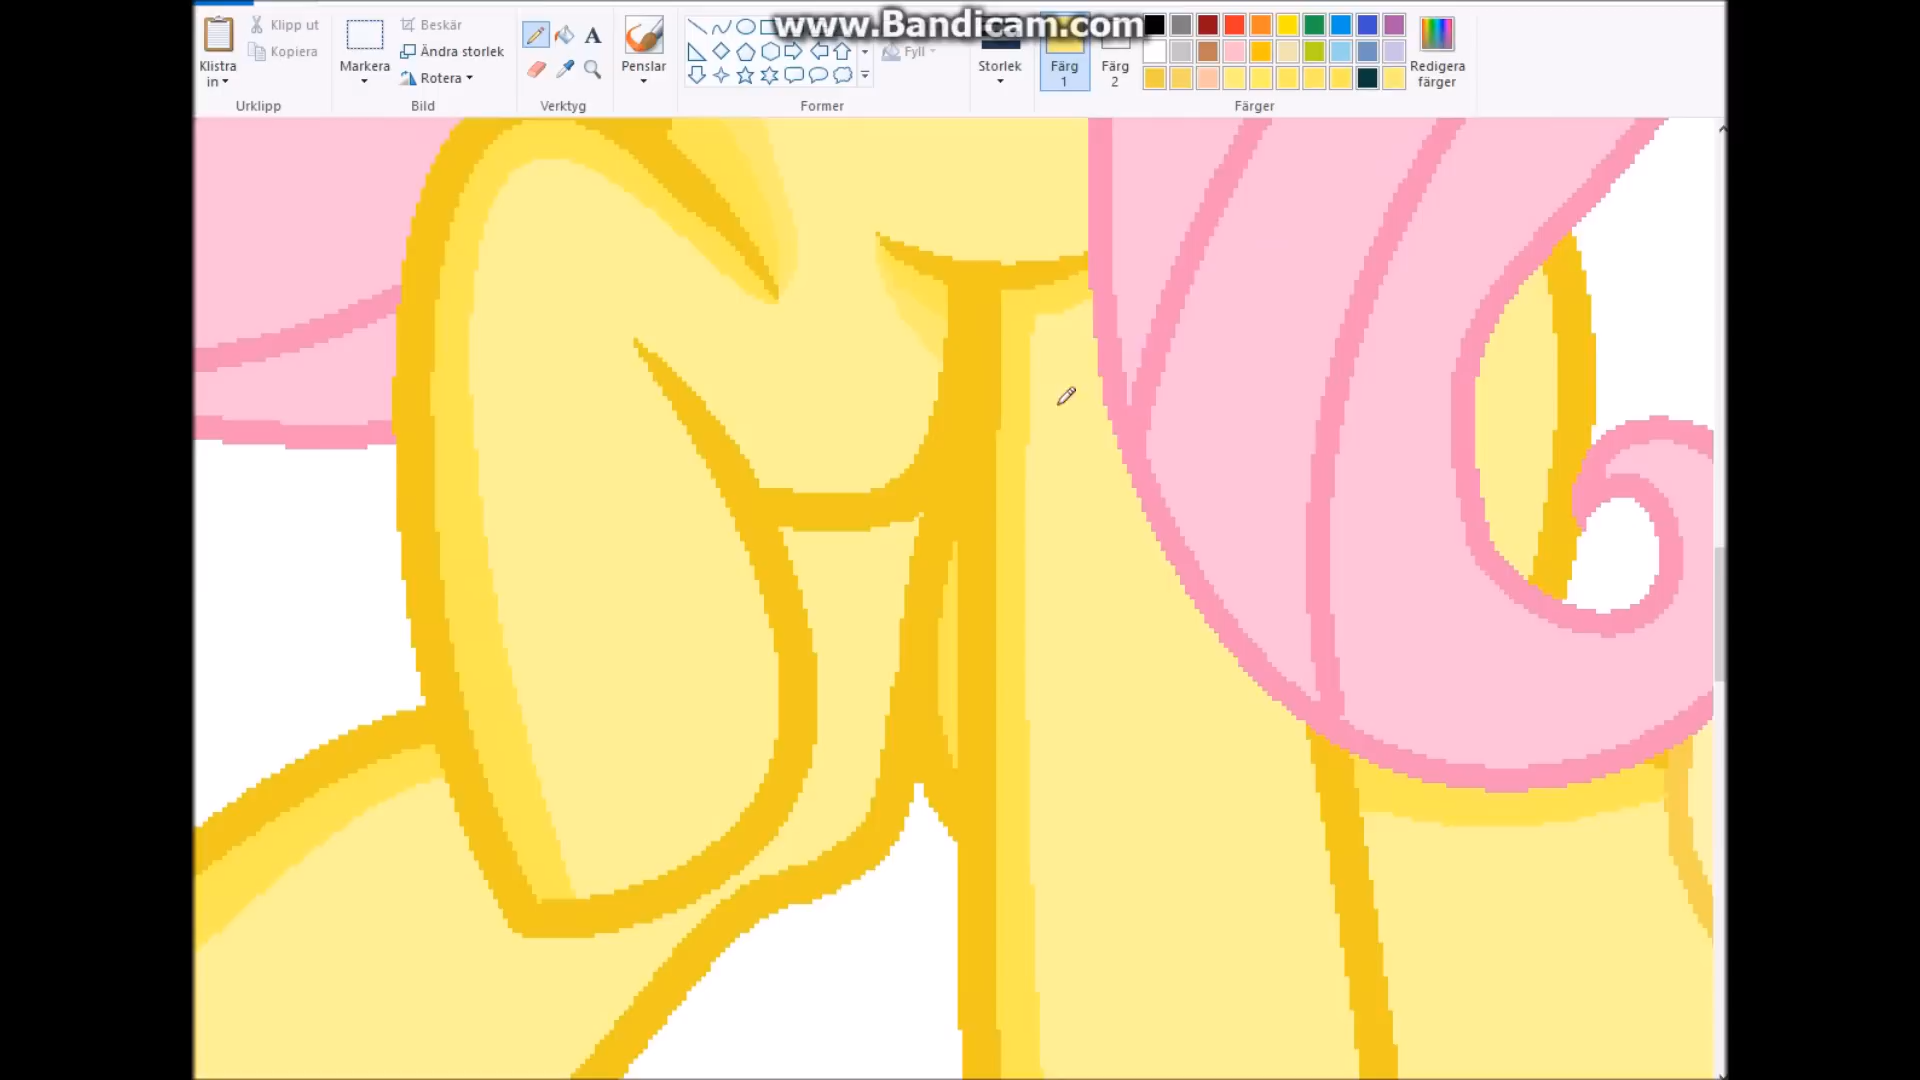 www.Bandicam.com
Klistra
in
Klipp ut
Kopiera
Urklipp
Markera
Beskär
Ändra storlek
Rotera
Bild
A
Verktyg
Penslar
Fyll
Former
Storlek
Färg
1
Färg
2
Redigera
färger
Färger